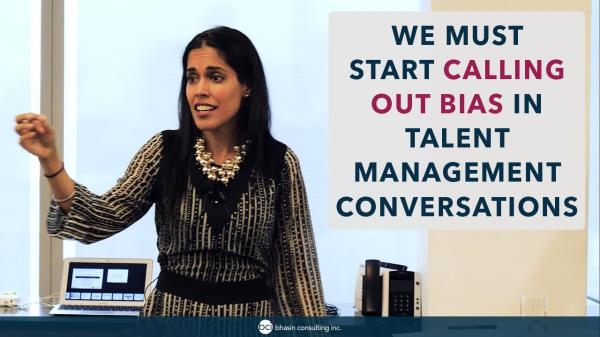 WE MUST
START CALLING
OUT BIAS IN
TALENT
MANAGEMENT
CONVERSATIONS
bhasin consulting inc.